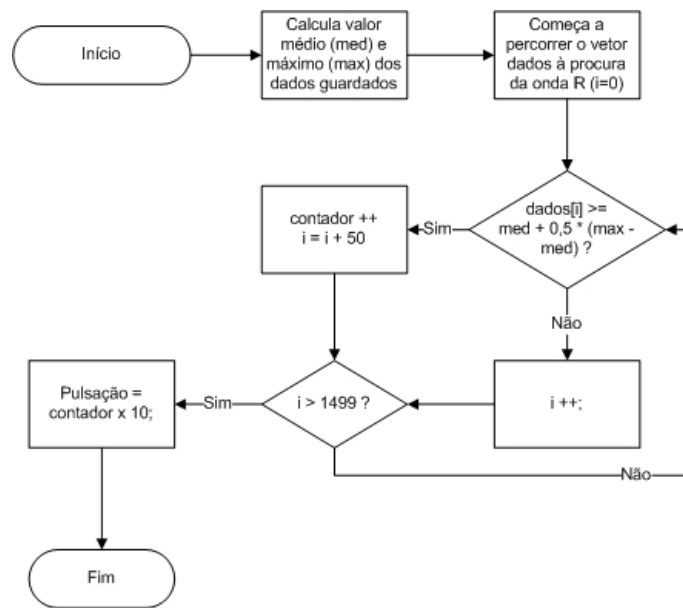 Início
Calcula valor
médio (med) e
máximo (max) dos
dados guardados
Começa a
percorrer o vetor
dados à procura
da onda R (i=0)
dados[i] >=
med + 0,5 * (max -
med) ?
Sim
contador ++
i = i + 50
Não
i ++;
i > 1499 ?
Sim
Pulsação =
contador x 10;
Não
Fim